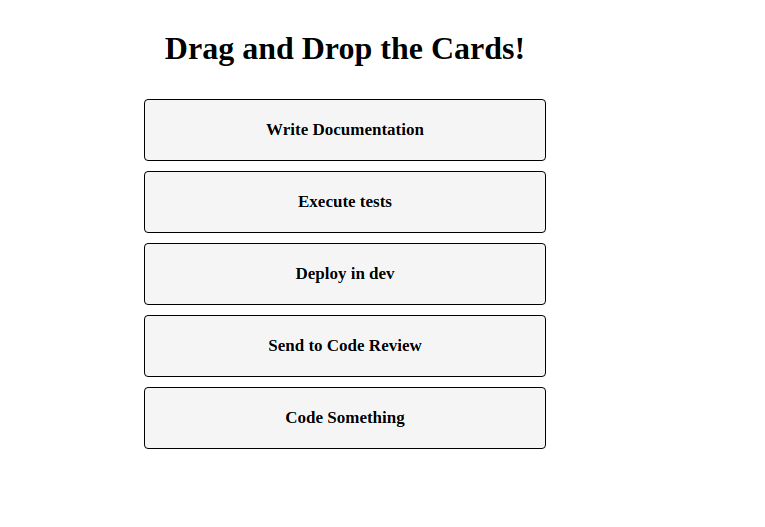 Drag and Drop the Cards!
Write Documentation
Execute tests
Deploy in dev
Send to Code Review
Code Something